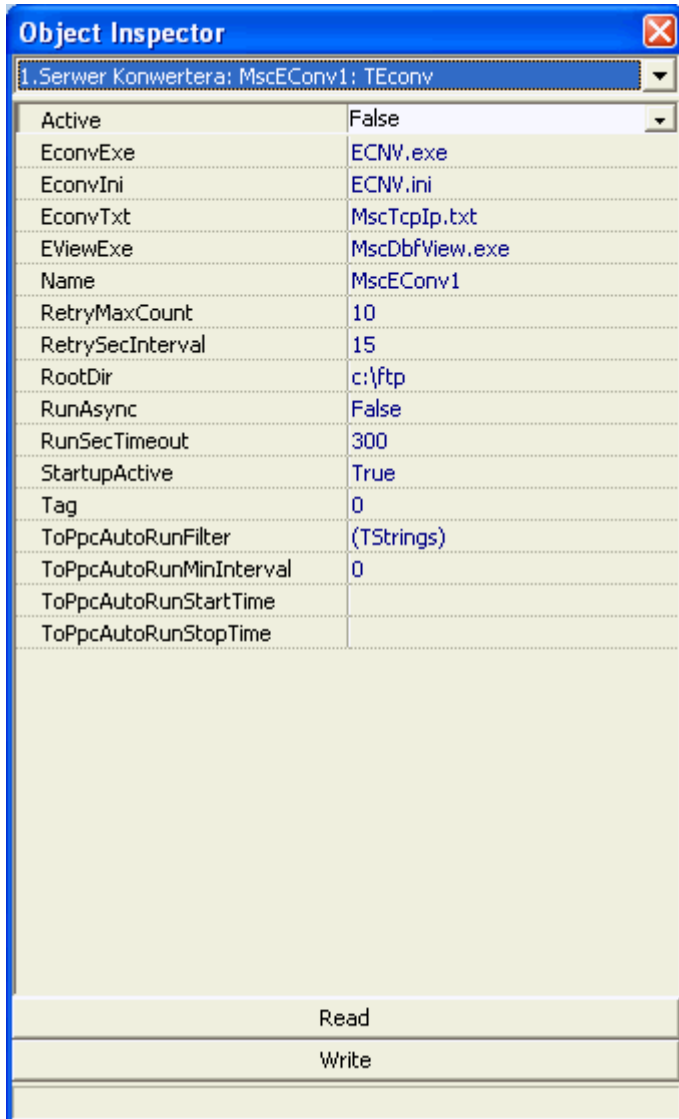 Object Inspector
1.Serwer Konwertera: MscEConv1: TEconv
Active False
EconvExe ECNV.exe
EconvIni ECNV.ini
EconvTxt MscTcpIp.txt
EViewExe MscDbfView.exe
Name MscEConv1
RetryMaxCount 10
RetrySecInterval 15
RootDir c:\ftp
RunAsync False
RunSecTimeout 300
StartupActive True
Tag 0
ToPpcAutoRunFilter (TStrings)
ToPpcAutoRunMinInterval 0
ToPpcAutoRunStartTime
ToPpcAutoRunStopTime
Read
Write